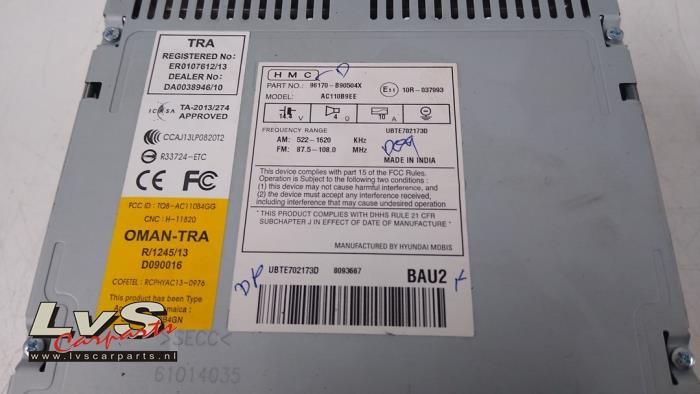 TRA
REGISTERED No:
ER0107612/13
DEALER No:
DA0038946/10
ICASA TA-2013/274
APPROVED
CCAJ13LP0820T2
R33724-ETC
CE FC
FCC ID : TQ8-AC110B4GG
CNC : H-11820
OMAN-TRA
R/1245/13
D090016
COFETEL : RCPHYAC13-0976
This product has been Type
Jamaica :
B4GN
HMC
PART NO.: 96170-B90504X
MODEL: AC110B9EE
E11 10R-037993
14.4 V 4 Ω 10 A
FREQUENCY RANGE
AM: 522-1620 KHz
FM: 87.5-108.0 MHz
UBTE702173D
MADE IN INDIA
This device complies with part 15 of the FCC Rules.
Operation is Subject to the following two conditions :
(1) this device may not cause harmful interference, and
(2) the device must accept any interference received,
including interference that may cause undesired operation
"THIS PRODUCT COMPLIES WITH DHHS RULE 21 CFR
SUBCHAPTER J IN EFFECT OF DATE OF MANUFACTURE"
MANUFACTURED BY HYUNDAI MOBIS
UBTE702173D 8093667 BAU2
LvS
Carparts
www.lvscarparts.nl
>SECC<
61014035